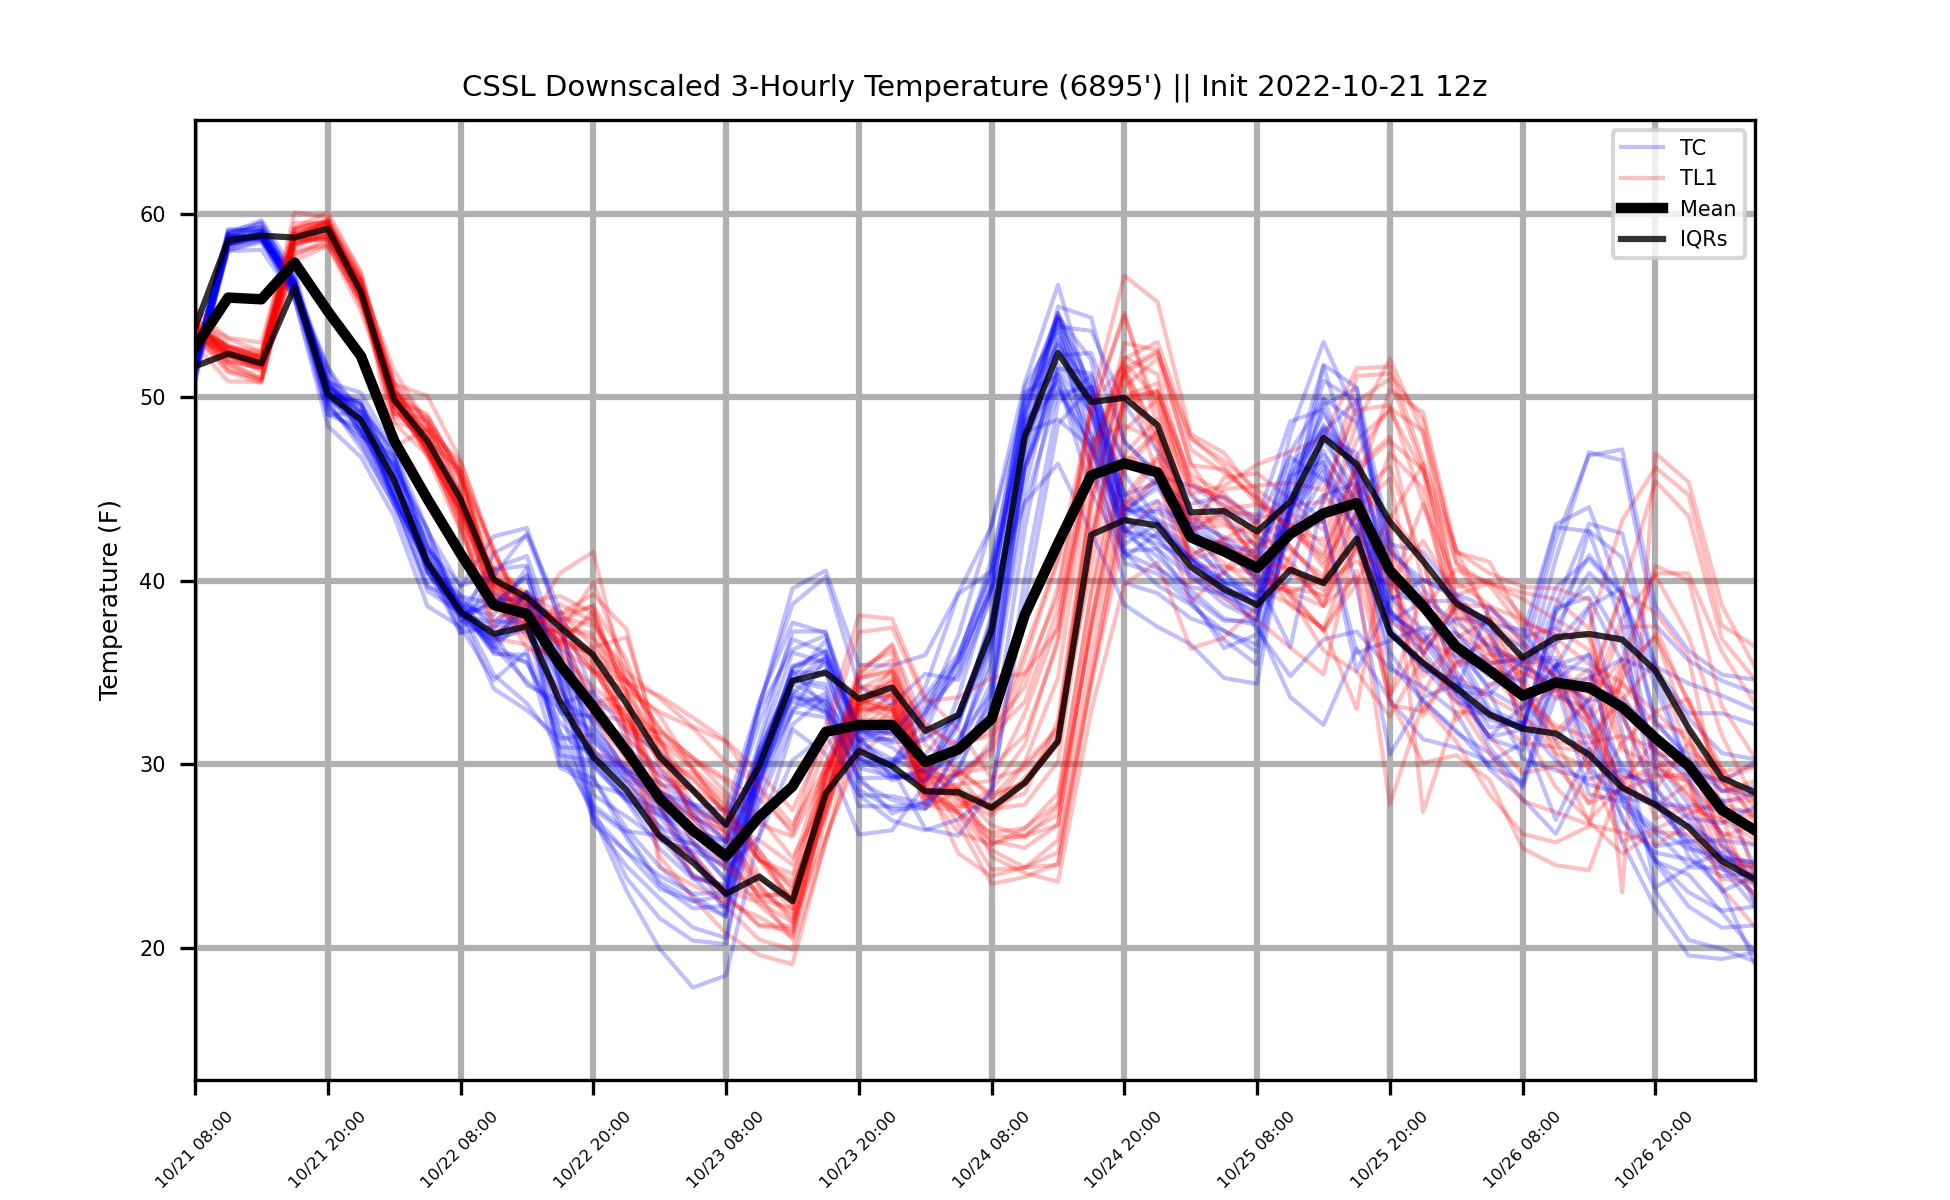 CSSL Downscaled 3-Hourly Temperature (6895') || Init 2022-10-21 12z
TC
TL1
Mean
IQRs
Temperature (F)
60
50
40
30
20
10/21 08:00
10/21 20:00
10/22 08:00
10/22 20:00
10/23 08:00
10/23 20:00
10/24 08:00
10/24 20:00
10/25 08:00
10/25 20:00
10/26 08:00
10/26 20:00